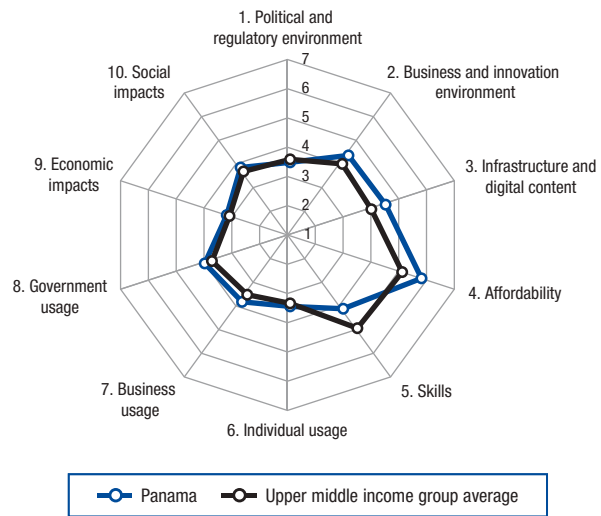 1. Political and
regulatory environment
2. Business and innovation
environment
3. Infrastructure and
digital content
4. Affordability
5. Skills
6. Individual usage
7. Business
usage
8. Government
usage
9. Economic
impacts
10. Social
impacts
7
6
5
4
3
2
1
Panama
Upper middle income group average